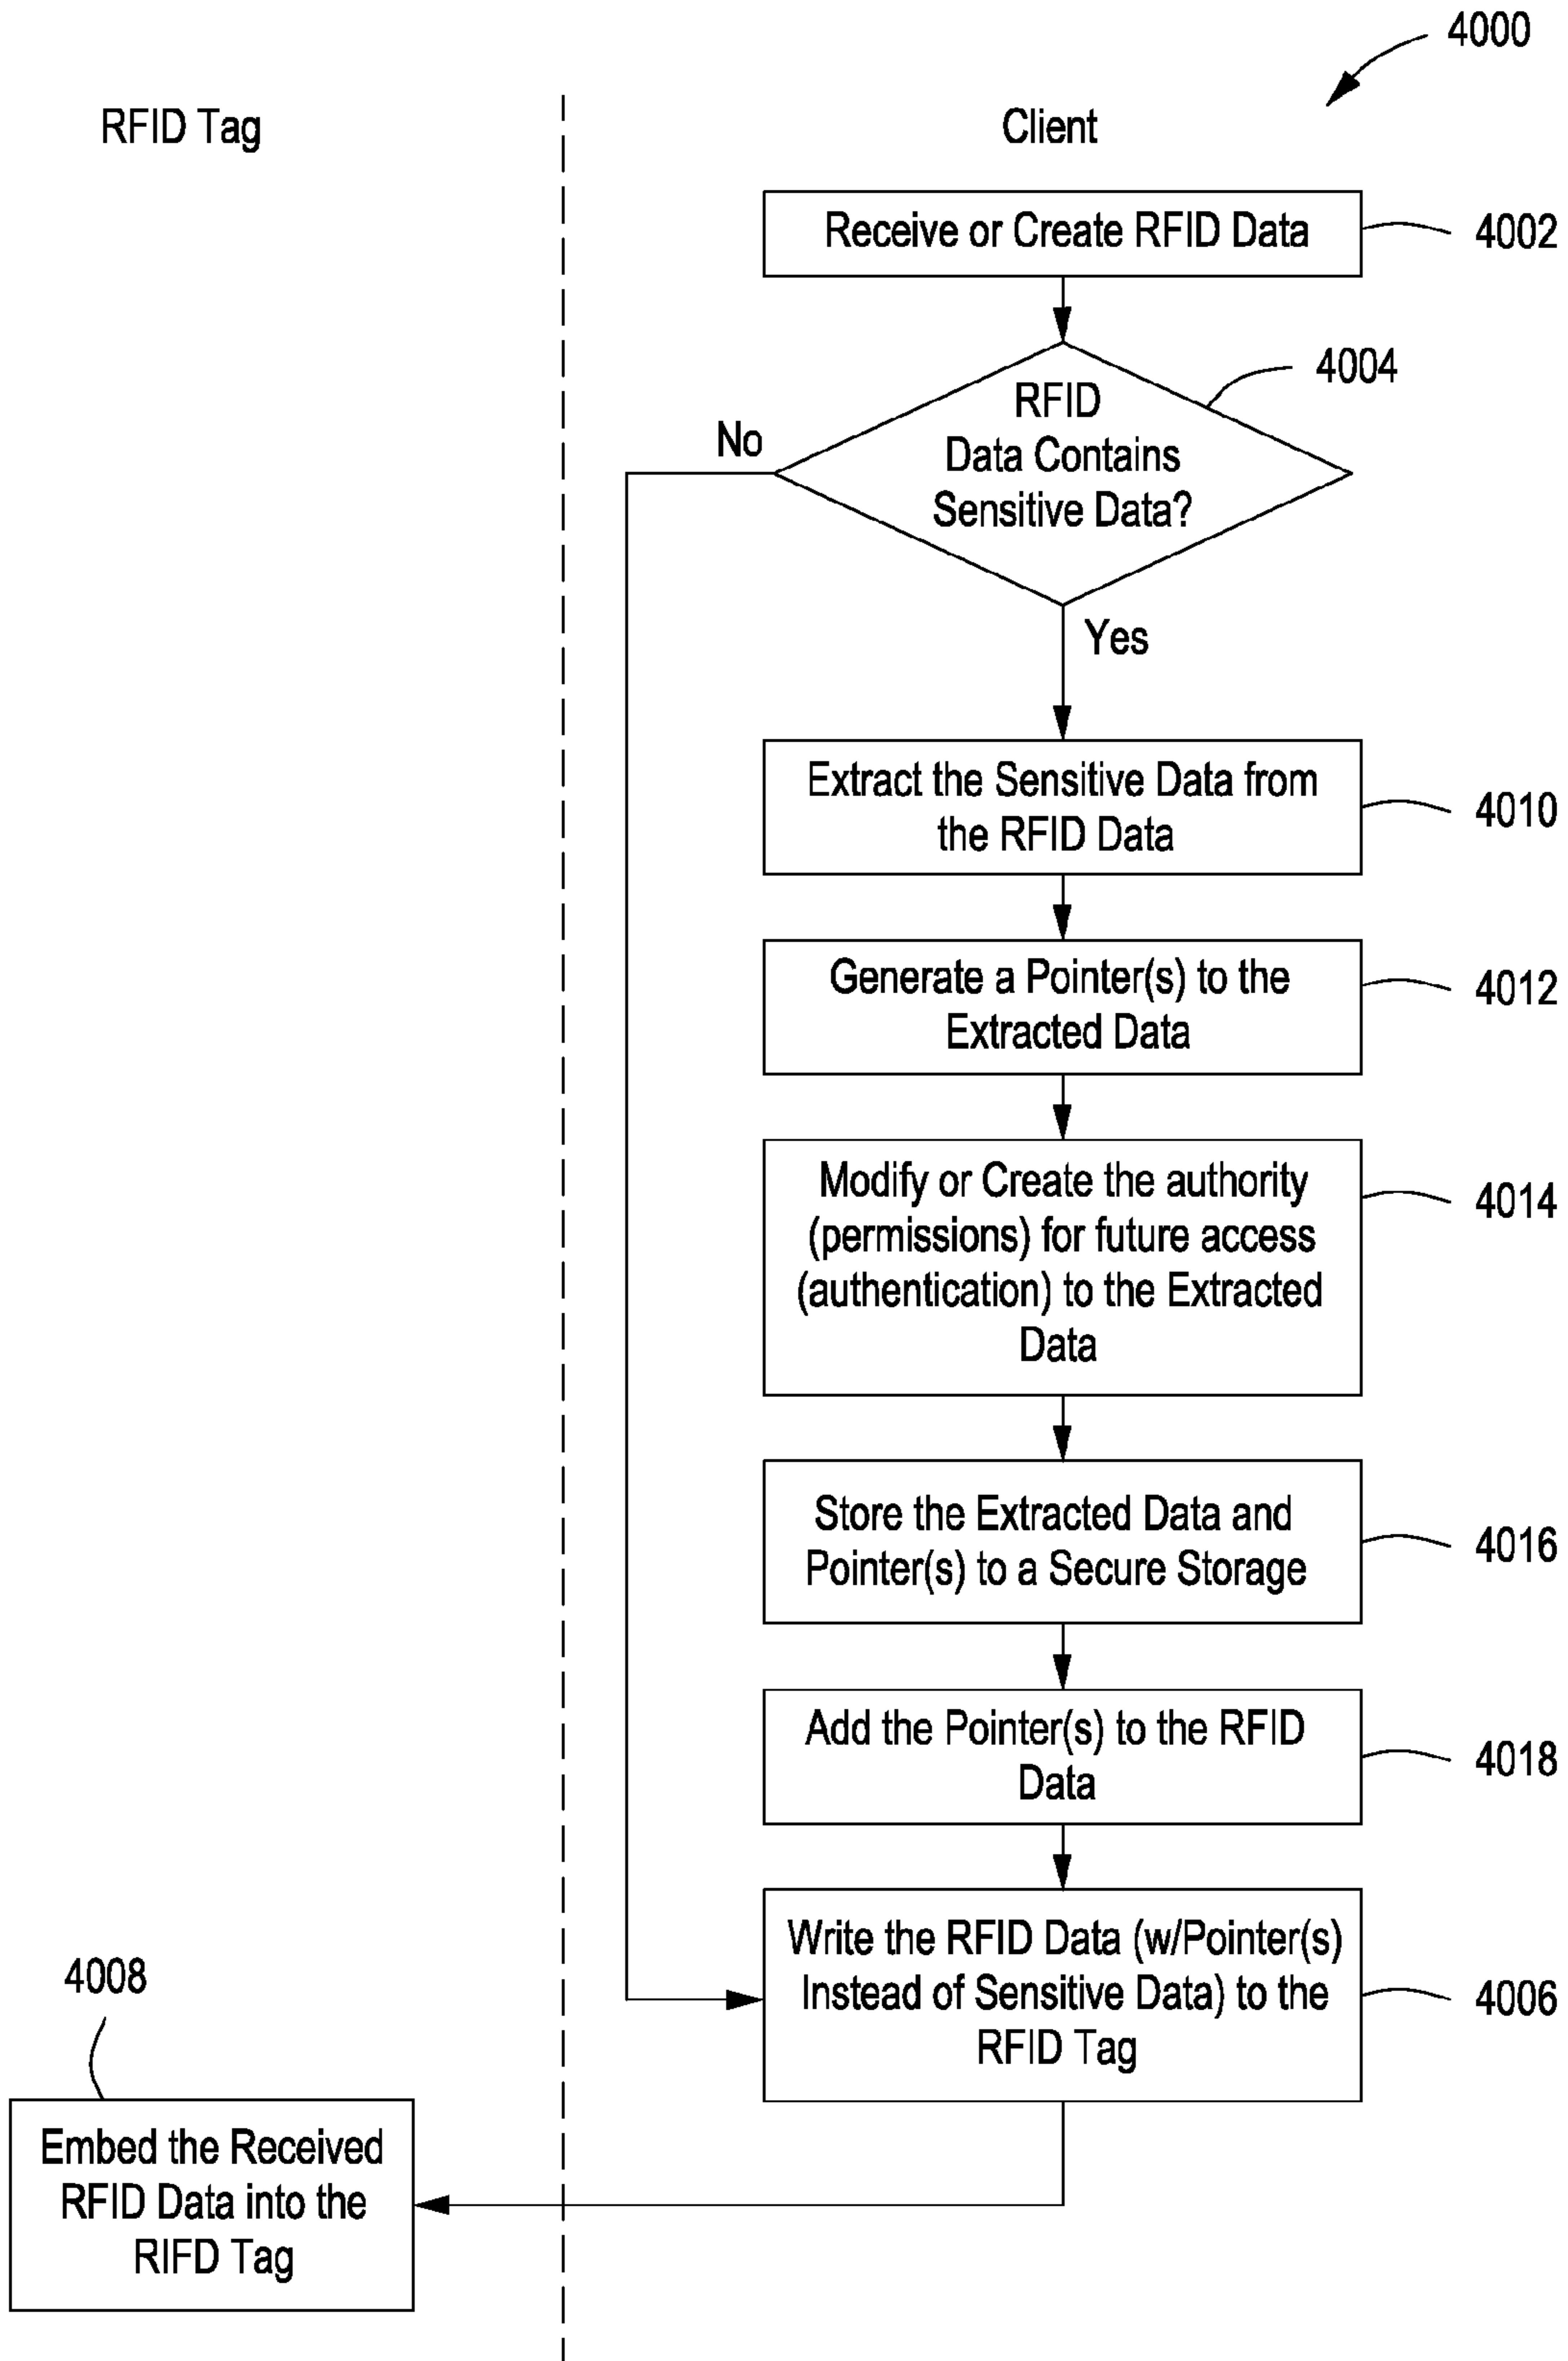 4000
RFID Tag
Client
Receive or Create RFID Data
4002
4004
RFID
Data Contains
Sensitive Data?
No
Yes
Extract the Sensitive Data from
the RFID Data
4010
Generate a Pointer(s) to the
Extracted Data
4012
Modify or Create the authority
(permissions) for future access
(authentication) to the Extracted
Data
4014
Store the Extracted Data and
Pointer(s) to a Secure Storage
4016
Add the Pointer(s) to the RFID
Data
4018
Write the RFID Data (w/Pointer(s)
Instead of Sensitive Data) to the
RFID Tag
4006
4008
Embed the Received
RFID Data into the
RIFD Tag